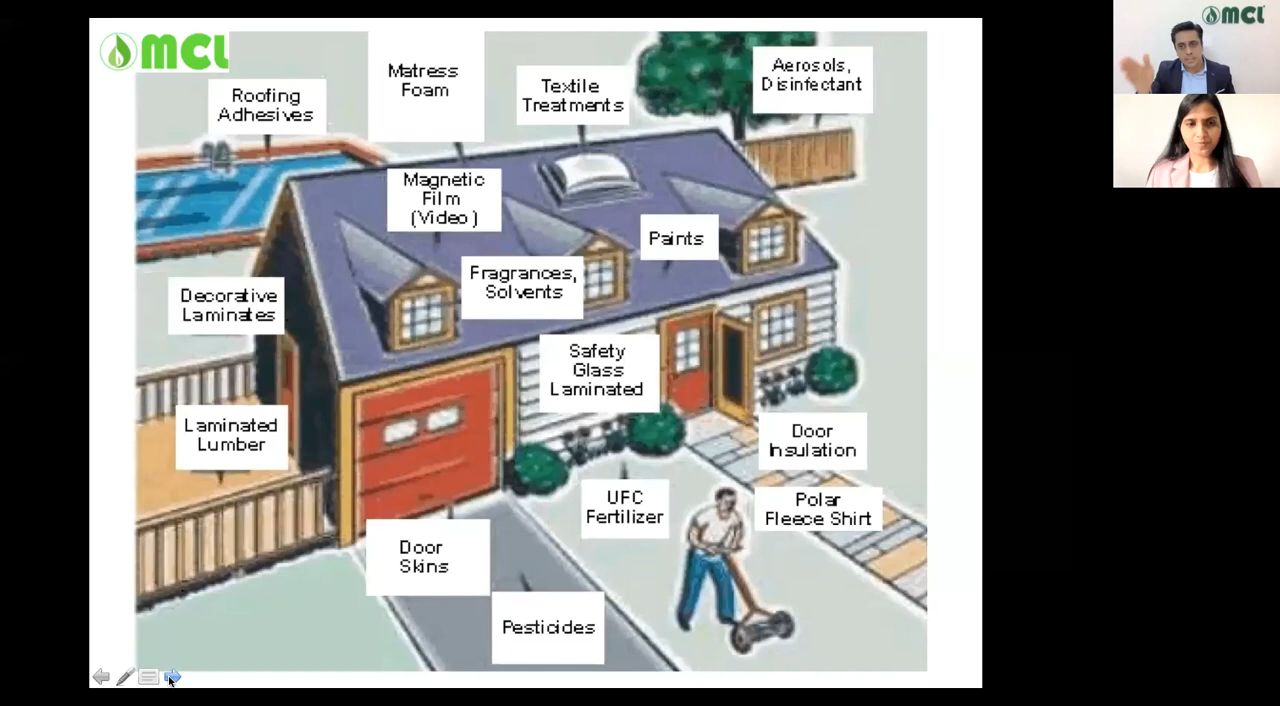 MCL
MCL
Matress
Foam
Aerosols,
Disinfectant
Textile
Treatments
Roofing
Adhesives
Magnetic
Film
(Video)
Paints
Fragrances,
Solvents
Decorative
Laminates
Safety
Glass
Laminated
Laminated
Lumber
Door
Insulation
UFC
Fertilizer
Polar
Fleece Shirt
Door
Skins
Pesticides